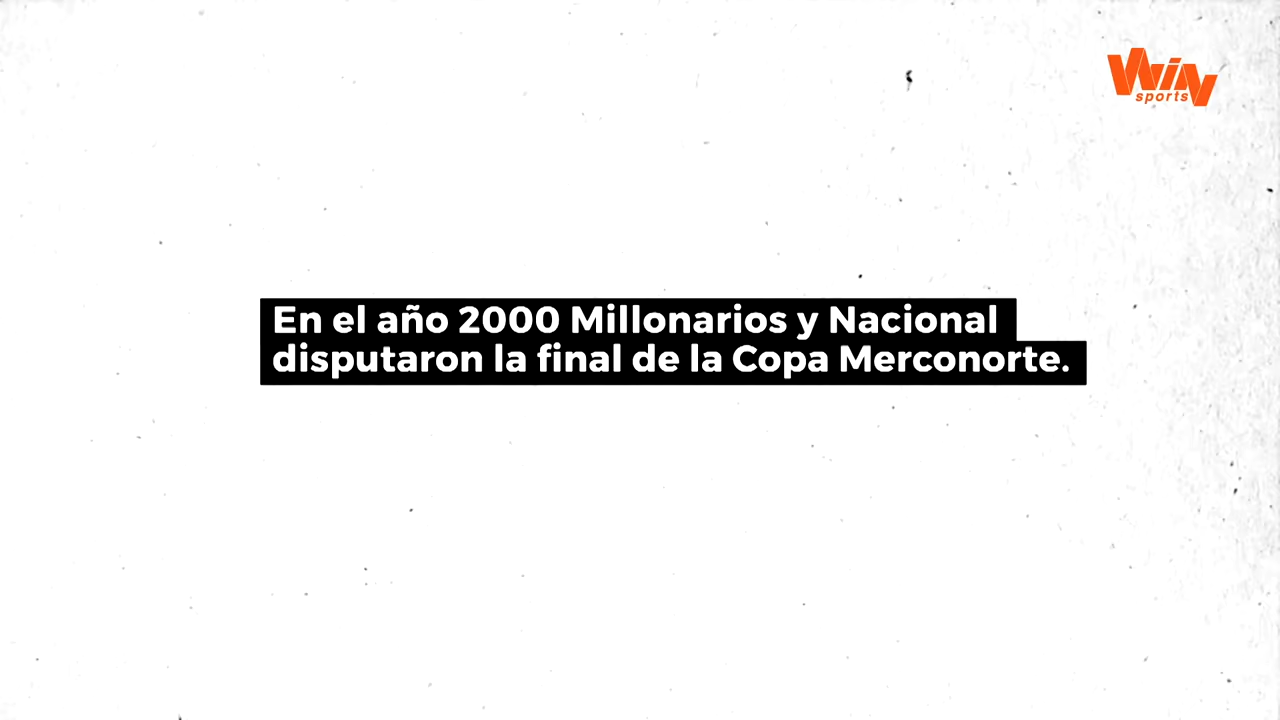 Win
sports
En el año 2000 Millonarios y Nacional
disputaron la final de la Copa Merconorte.